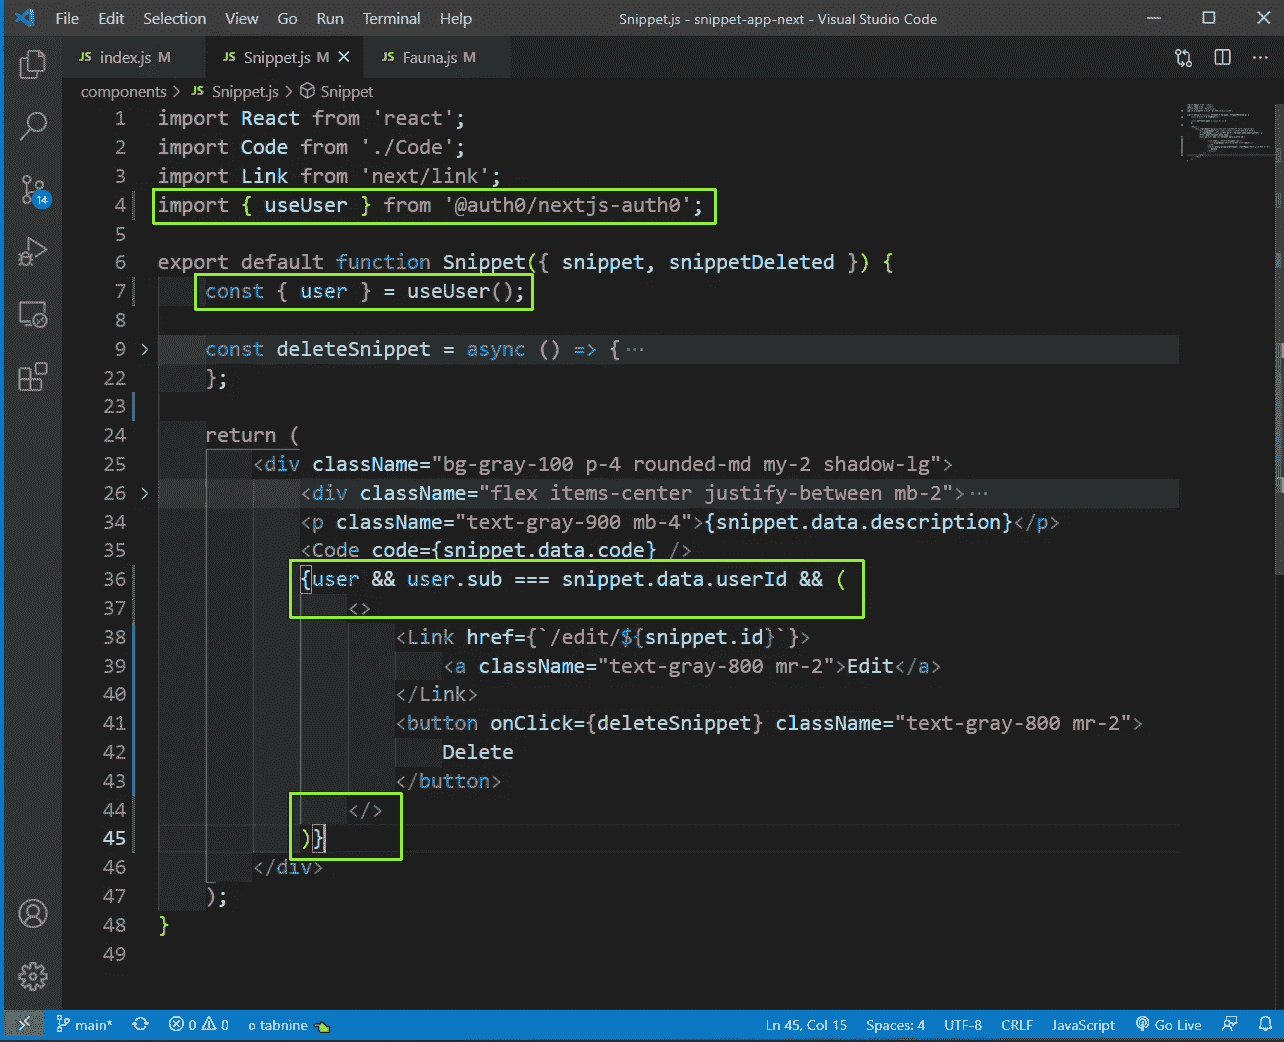 File Edit Selection View Go Run Terminal Help Snippet.js - snippet-app-next - Visual Studio Code
JS index.js M JS Snippet.js M JS Fauna.js M
components > JS Snippet.js > Snippet
1 import React from 'react';
2 import Code from './Code';
3 import Link from 'next/link';
4 import { useUser } from '@auth0/nextjs-auth0';
5
6 export default function Snippet({ snippet, snippetDeleted }) {
7 const { user } = useUser();
8
9 const deleteSnippet = async () => { ···
22 };
23
24 return (
25 <div className="bg-gray-100 p-4 rounded-md my-2 shadow-lg">
26 <div className="flex items-center justify-between mb-2"> ···
34 <p className="text-gray-900 mb-4">{snippet.data.description}</p>
35 <Code code={snippet.data.code} />
36 {user && user.sub === snippet.data.userId && (
37 <>
38 <Link href={`/edit/${snippet.id}`}>
39 <a className="text-gray-800 mr-2">Edit</a>
40 </Link>
41 <button onClick={deleteSnippet} className="text-gray-800 mr-2">
42 Delete
43 </button>
44 </>
45 )}
46 </div>
47 );
48 }
49
14
main* 0 0 tabnine Ln 45, Col 15 Spaces: 4 UTF-8 CRLF JavaScript Go Live